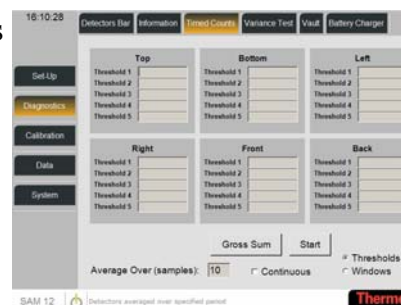 s
16:10:28
Detectors Bar Information Timed Counts Variance Test Vault Battery Charger
Set-Up
Diagnostics
Calibration
Data
System
Top
Threshold 1
Threshold 2
Threshold 3
Threshold 4
Threshold 5
Bottom
Threshold 1
Threshold 2
Threshold 3
Threshold 4
Threshold 5
Left
Threshold 1
Threshold 2
Threshold 3
Threshold 4
Threshold 5
Right
Threshold 1
Threshold 2
Threshold 3
Threshold 4
Threshold 5
Front
Threshold 1
Threshold 2
Threshold 3
Threshold 4
Threshold 5
Back
Threshold 1
Threshold 2
Threshold 3
Threshold 4
Threshold 5
Gross Sum Start
Average Over (samples): 10 Continuous
Thresholds
Windows
SAM 12 Detectors averaged over specified period
Thermo